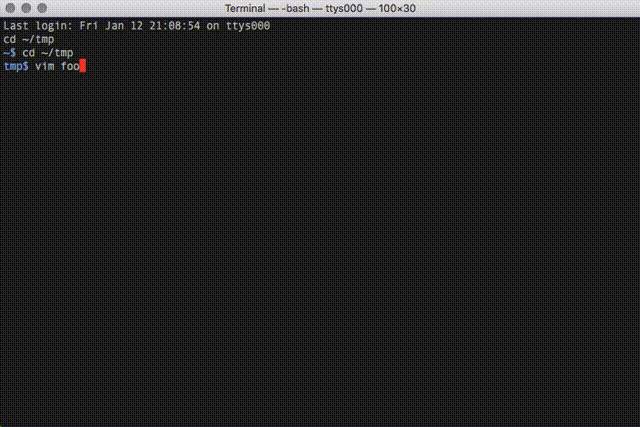 Terminal — -bash — ttys000 — 100×30
Last login: Fri Jan 12 21:08:54 on ttys000
cd ~/tmp
~$ cd ~/tmp
tmp$ vim foo